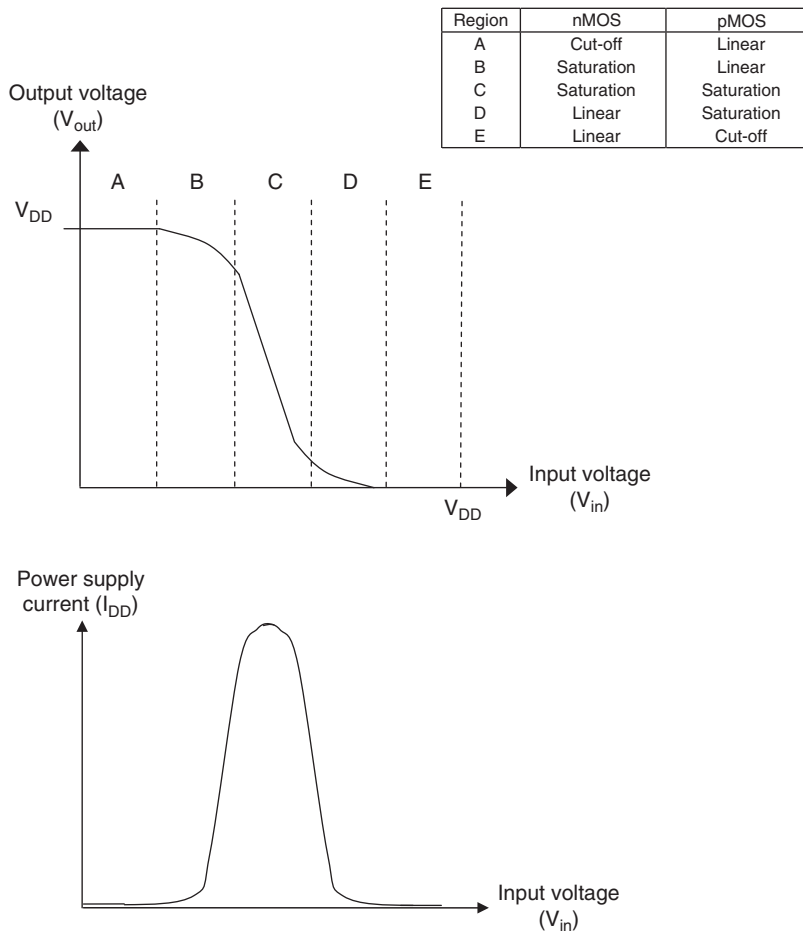 Region nMOS pMOS
A Cut-off Linear
B Saturation Linear
C Saturation Saturation
D Linear Saturation
E Linear Cut-off
Output voltage
(Vout)
A B C D E
VDD
Input voltage
VDD (Vin)
Power supply
current (IDD)
Input voltage
(Vin)